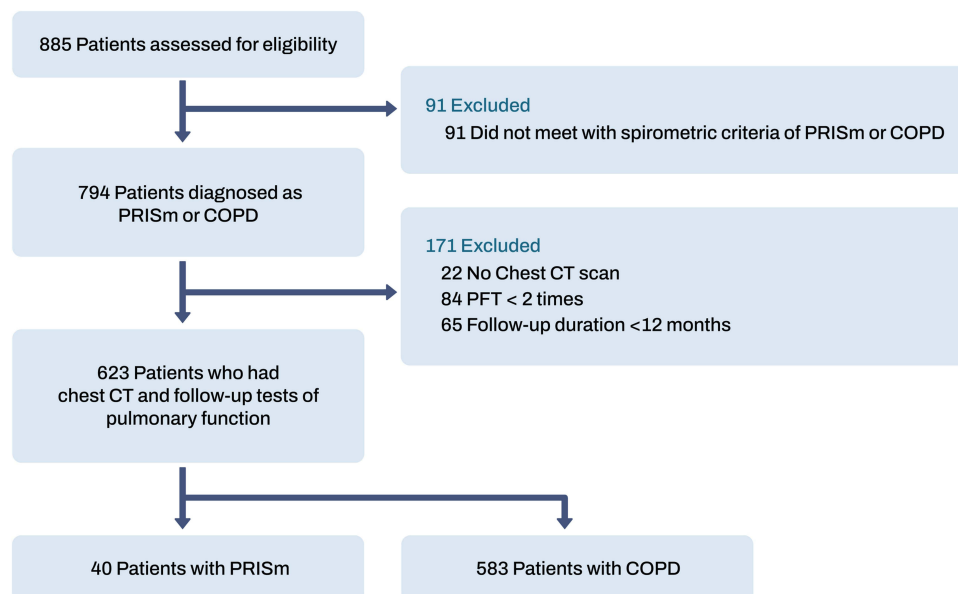 885 Patients assessed for eligibility
91 Excluded
91 Did not meet with spirometric criteria of PRISm or COPD
794 Patients diagnosed as
PRISm or COPD
171 Excluded
22 No Chest CT scan
84 PFT < 2 times
65 Follow-up duration <12 months
623 Patients who had
chest CT and follow-up tests of
pulmonary function
40 Patients with PRISm
583 Patients with COPD